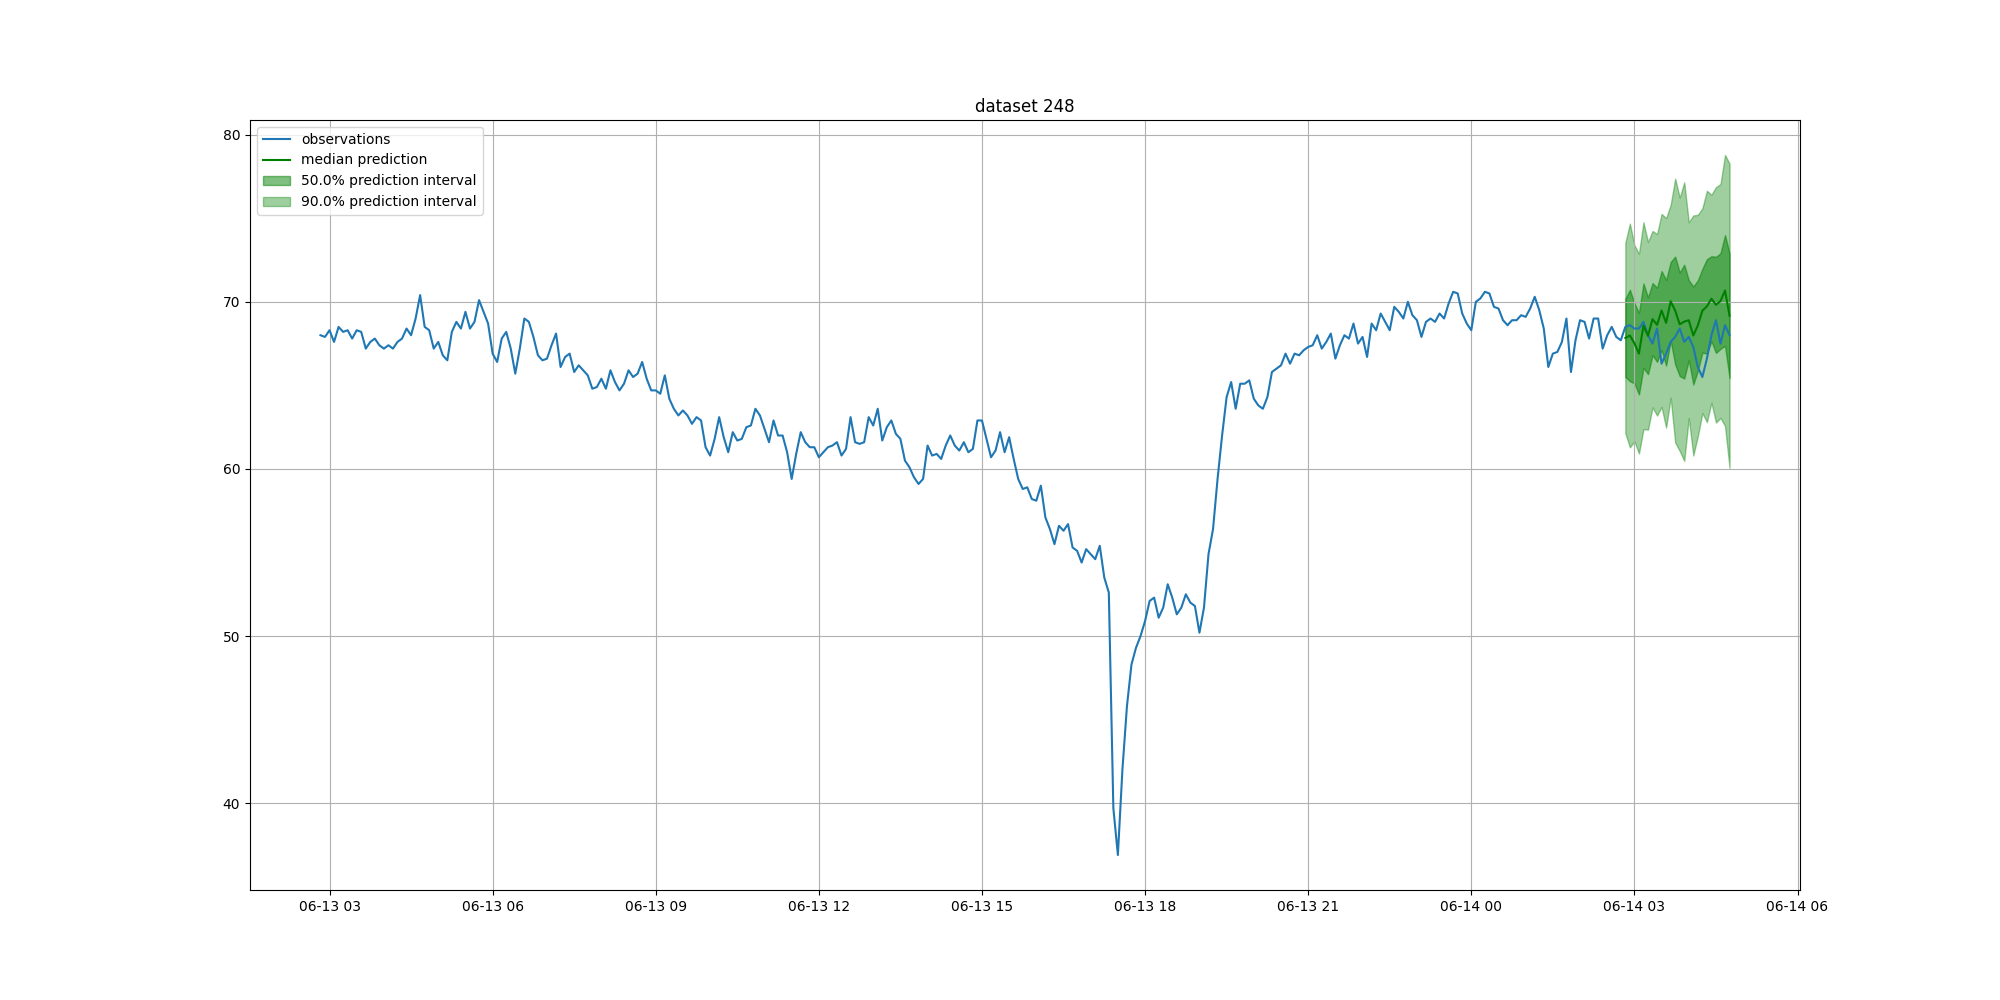 dataset 248
observations
median prediction
50.0% prediction interval
90.0% prediction interval
80
70
60
50
40
06-13 03 06-13 06 06-13 09 06-13 12 06-13 15 06-13 18 06-13 21 06-14 00 06-14 03 06-14 06